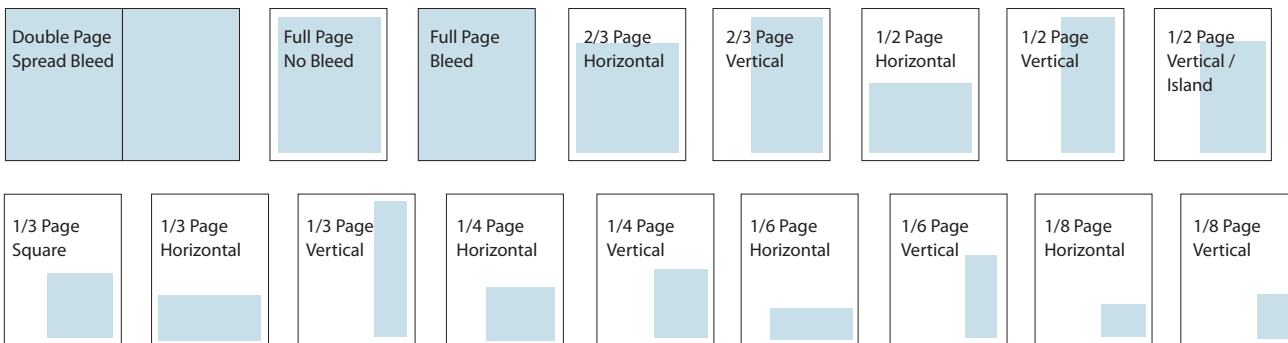 Double Page
Spread Bleed
Full Page
No Bleed
Full Page
Bleed
2/3 Page
Horizontal
2/3 Page
Vertical
1/2 Page
Horizontal
1/2 Page
Vertical
1/2 Page
Vertical /
Island
1/3 Page
Square
1/3 Page
Horizontal
1/3 Page
Vertical
1/4 Page
Horizontal
1/4 Page
Vertical
1/6 Page
Horizontal
1/6 Page
Vertical
1/8 Page
Horizontal
1/8 Page
Vertical